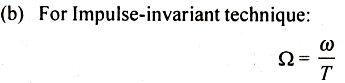 (b) For Impulse-invariant technique:
Ω = ω/T